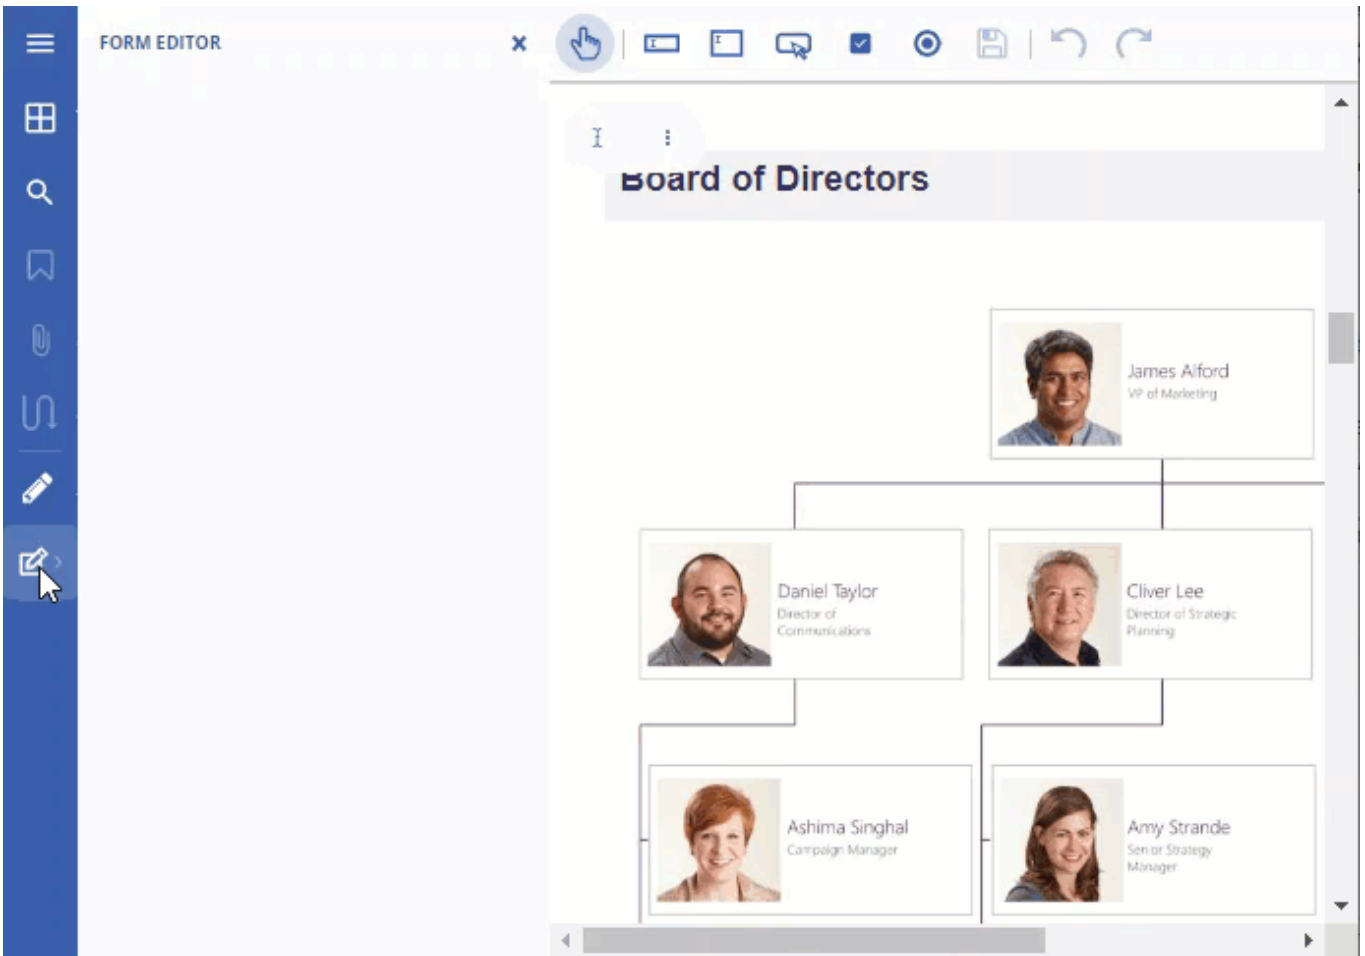 FORM EDITOR
Board of Directors
James Alford
VP of Marketing
Daniel Taylor
Director of
Communications
Cliver Lee
Director of Strategic
Planning
Ashima Singhal
Campaign Manager
Amy Strande
Senior Strategy
Manager